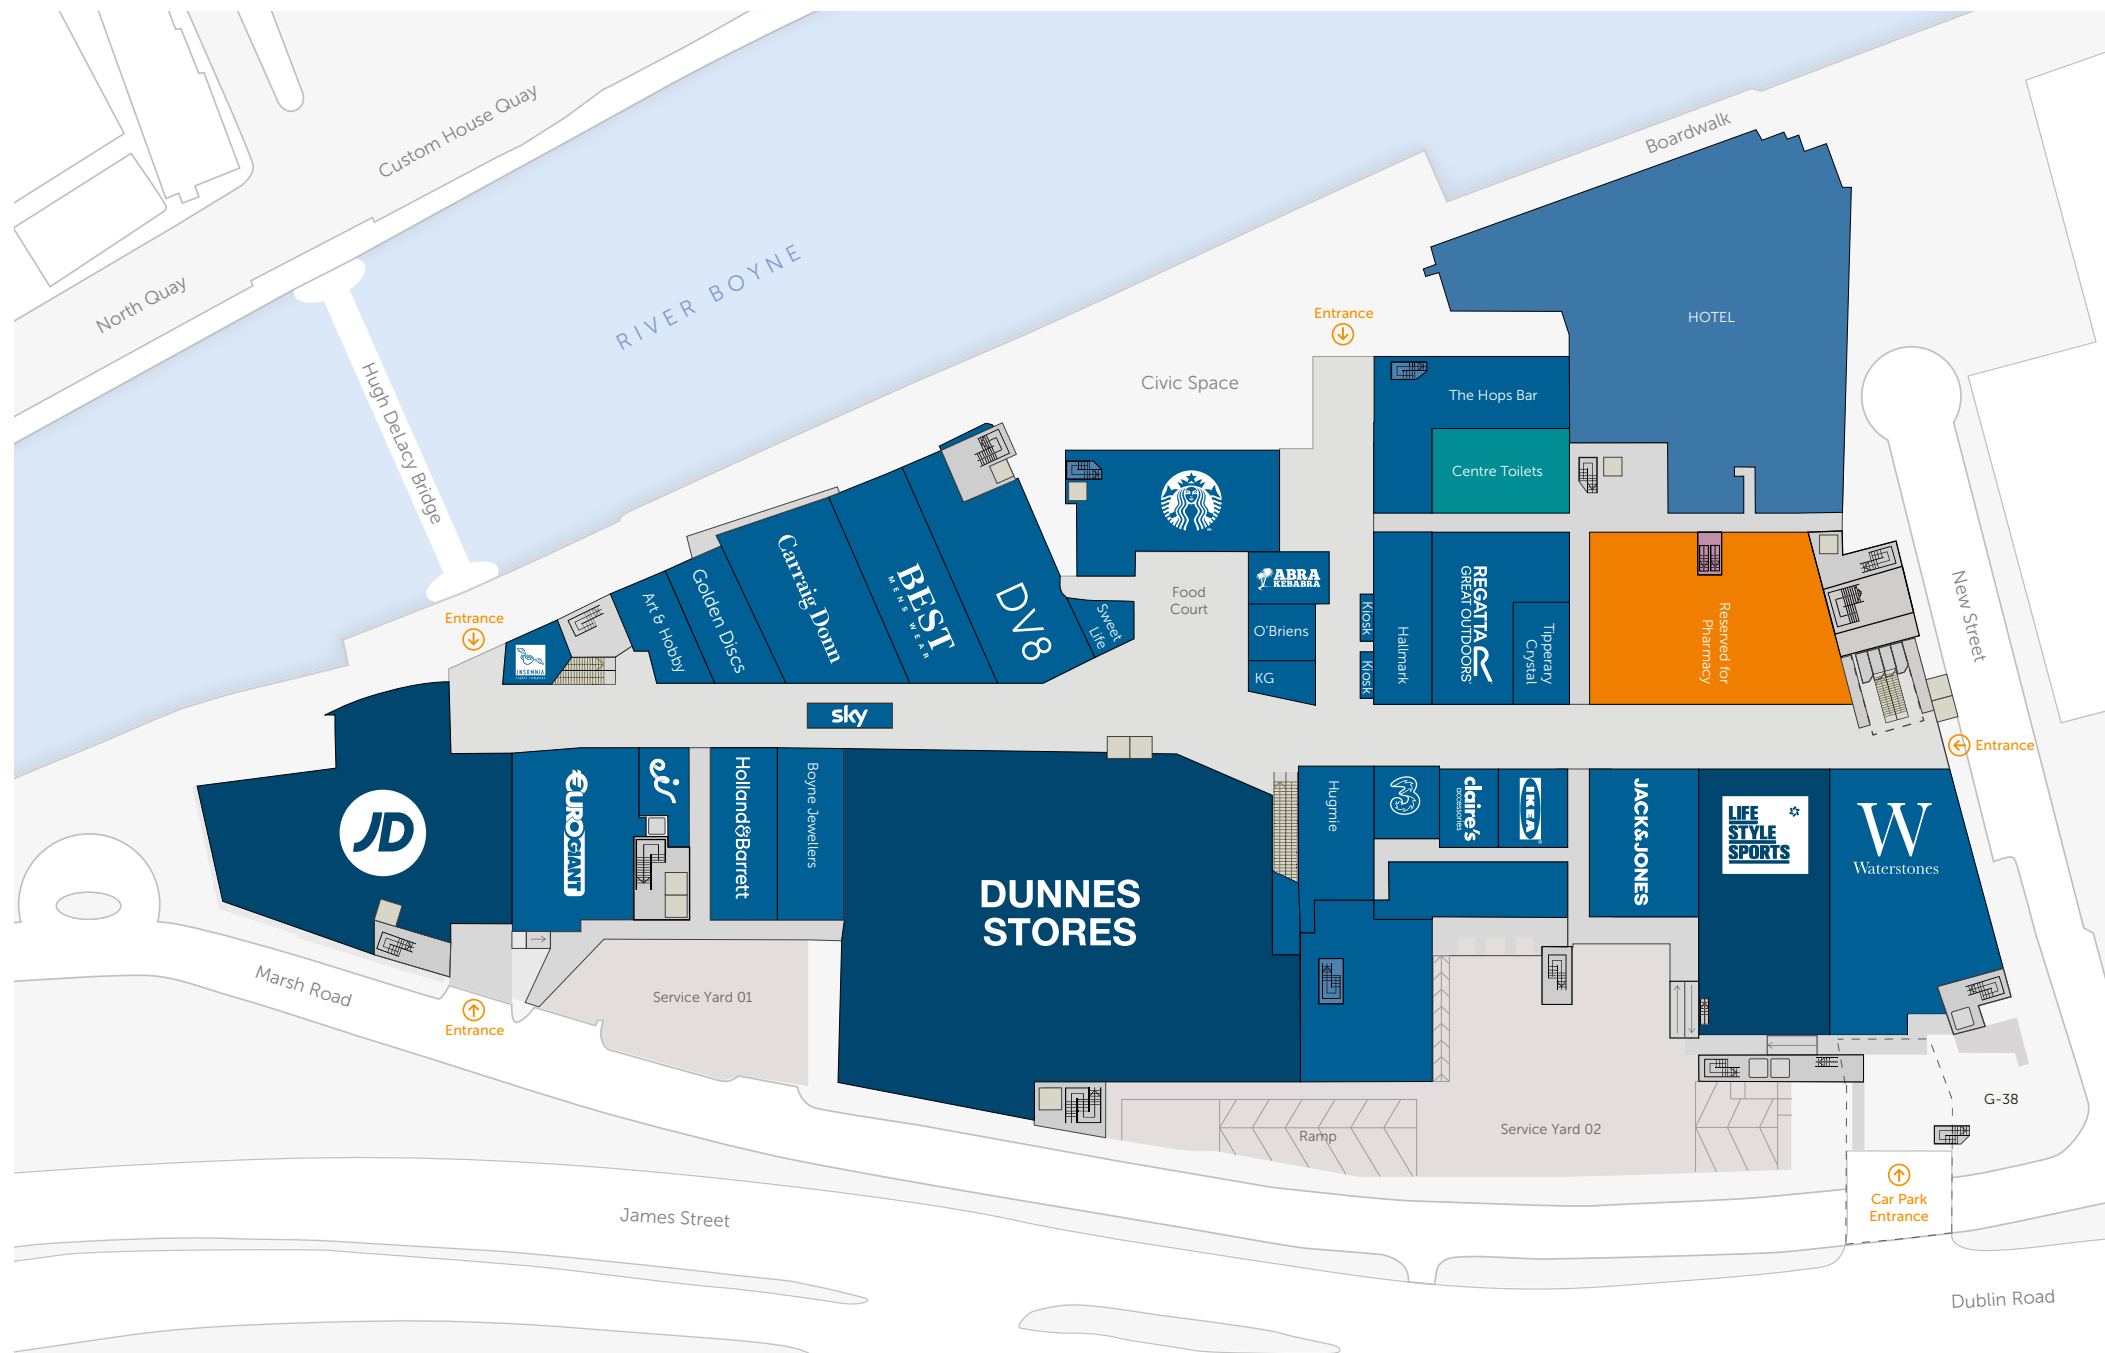 Custom House Quay
North Quay
RIVER BOYNE
Hugh DeLacy Bridge
Boardwalk
HOTEL
Entrance
Civic Space
The Hops Bar
Centre Toilets
New Street
Entrance
INSOMNIA
Art & Hobby
Golden Discs
Carraig Donn
BEST
MENS WEAR
DV8
Sweet
Life
Food
Court
ABRA
KEBABRA
O'Briens
KG
Kiosk
Kiosk
Hallmark
REGATTA
GREAT OUTDOORS
Tipperary
Crystal
Reserved for
Pharmacy
sky
Entrance
JD
EUROGIANT
eir
Holland&Barrett
Boyne Jewellers
DUNNES
STORES
Hugmie
3
claire's
accessories
IKEA
JACK&JONES
LIFE
STYLE
SPORTS
W
Waterstones
Marsh Road
Entrance
Service Yard 01
Ramp
Service Yard 02
G-38
Car Park
Entrance
James Street
Dublin Road